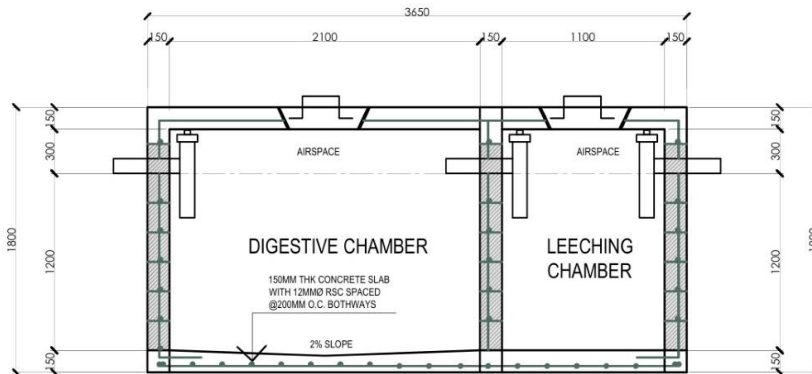 3650
150
2100
150
1100
150
150
300
1200
150
1800
AIRSPACE
AIRSPACE
DIGESTIVE CHAMBER
LEECHING
CHAMBER
150MM THK CONCRETE SLAB
WITH 12MMØ RSC SPACED
@200MM O.C. BOTHWAYS
2% SLOPE
150
300
1200
150
1800